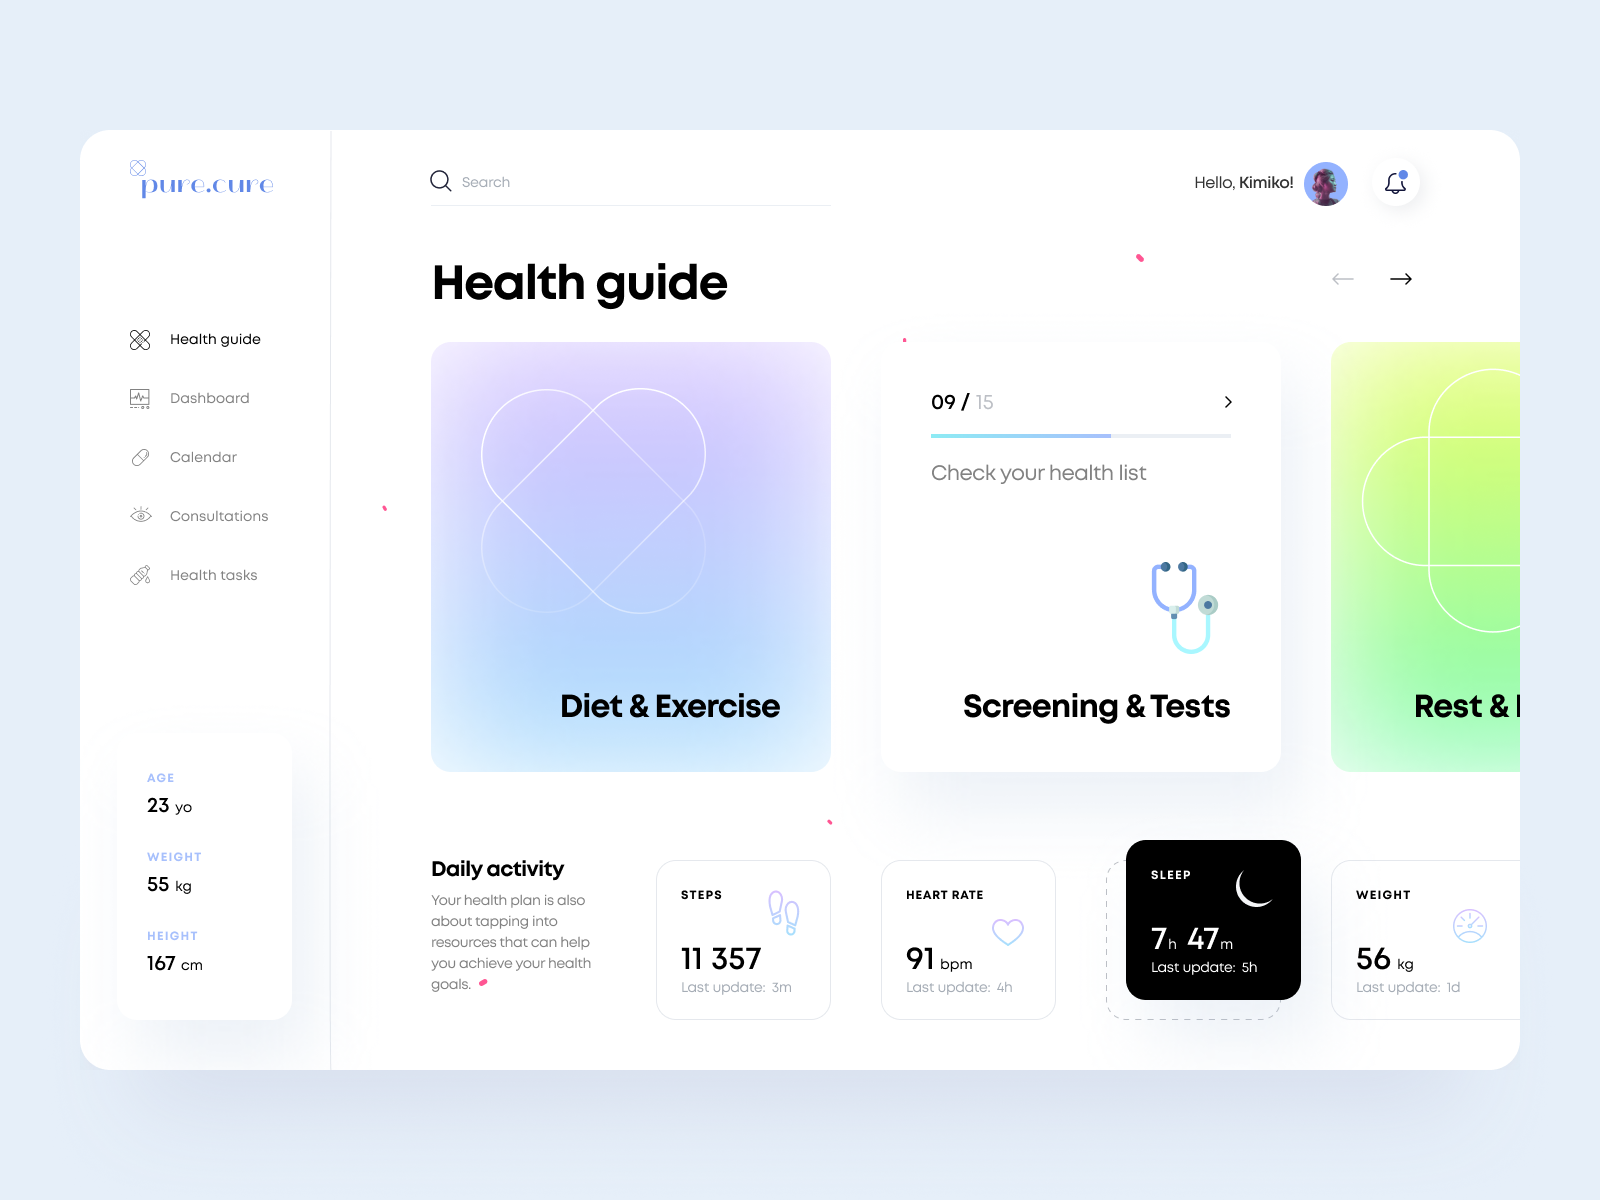 pure.cure
Search
Hello, Kimiko!
Health guide
Health guide
Dashboard
Calendar
Consultations
Health tasks
AGE
23 yo
WEIGHT
55 kg
HEIGHT
167 cm
Diet & Exercise
09 / 15
Check your health list
Screening & Tests
Rest &
Daily activity
Your health plan is also
about tapping into
resources that can help
you achieve your health
goals.
STEPS
11 357
Last update: 3m
HEART RATE
91 bpm
Last update: 4h
SLEEP
7h 47m
Last update: 5h
WEIGHT
56 kg
Last update: 1d